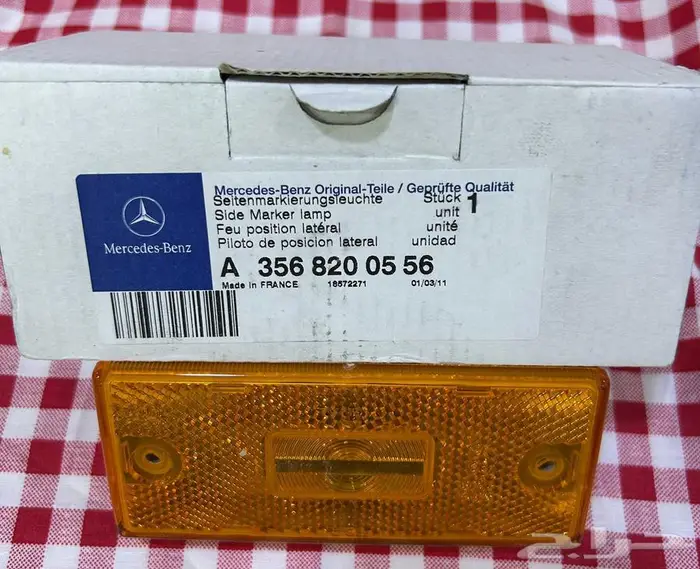 Mercedes-Benz
Mercedes-Benz Original-Teile / Geprüfte Qualität
Seitenmarkierungsleuchte Stück 1
Side Marker lamp unit
Feu position latéral unité
Piloto de posicion lateral unidad
A 356 820 05 56
Made in FRANCE 16572271 01/03/11
حراج